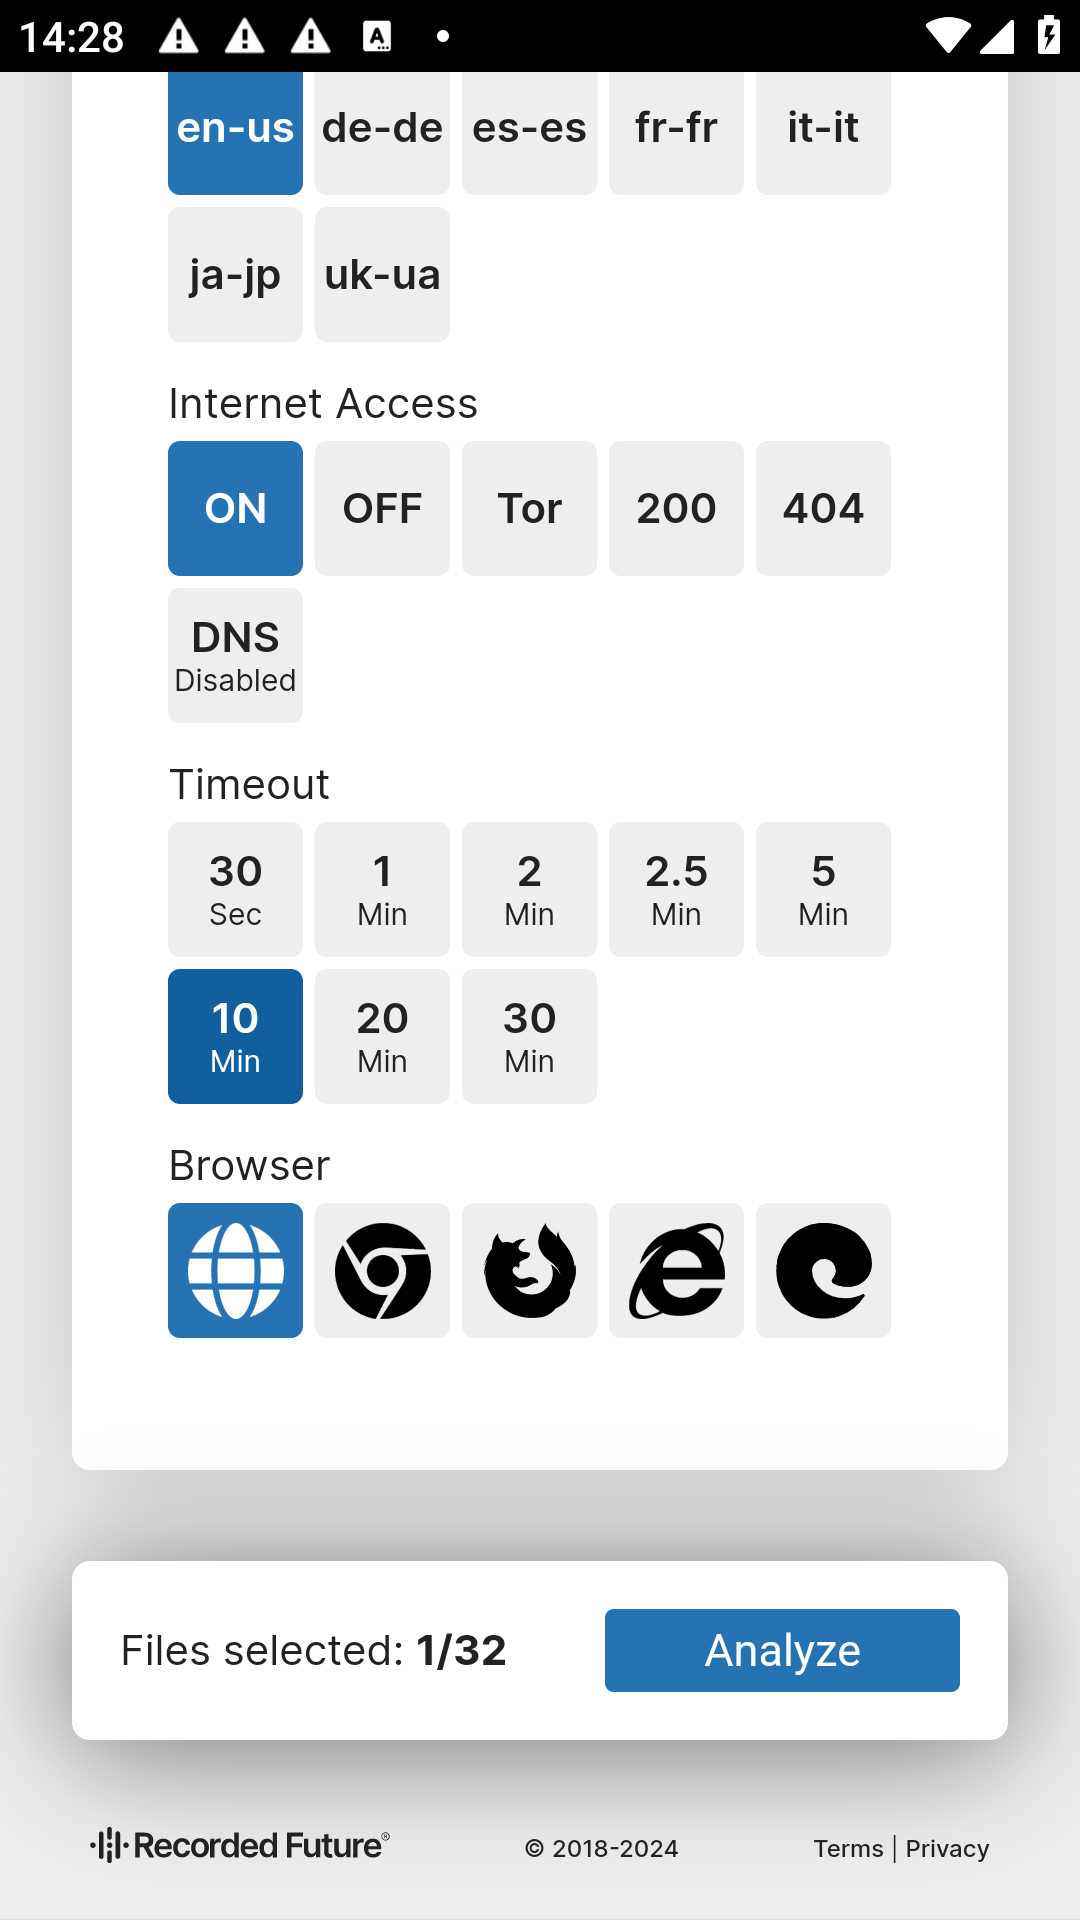 14:28
en-us de-de es-es fr-fr it-it
ja-jp uk-ua
Internet Access
ON OFF Tor 200 404
DNS
Disabled
Timeout
30 1 2 2.5 5
Sec Min Min Min Min
10 20 30
Min Min Min
Browser
Files selected: 1/32 Analyze
Recorded Future® © 2018-2024 Terms | Privacy